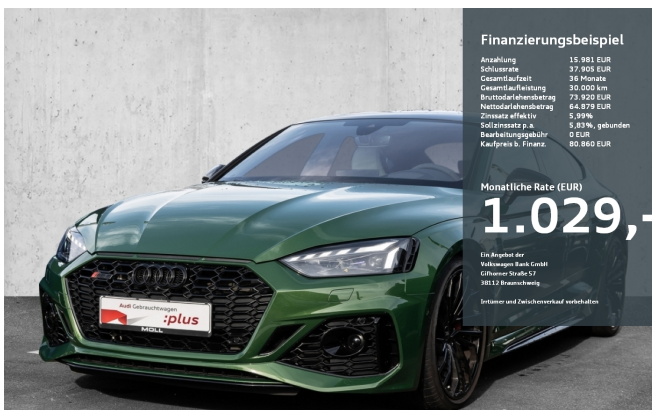 Finanzierungsbeispiel
Anzahlung 15.981 EUR
Schlussrate 37.905 EUR
Gesamtlaufzeit 36 Monate
Gesamtlaufleistung 30.000 km
Bruttodarlehensbetrag 73.920 EUR
Nettodarlehensbetrag 64.879 EUR
Zinssatz effektiv 5,99%
Sollzinssatz p.a. 5,83%, gebunden
Bearbeitungsgebühr 0 EUR
Kaufpreis b. Finanz. 80.860 EUR
Monatliche Rate (EUR)
1.029,-
Ein Angebot der
Volkswagen Bank GmbH
Gifhorner Straße 57
38112 Braunschweig
Irrtümer und Zwischenverkauf vorbehalten
Audi Gebrauchtwagen
:plus
MOLL